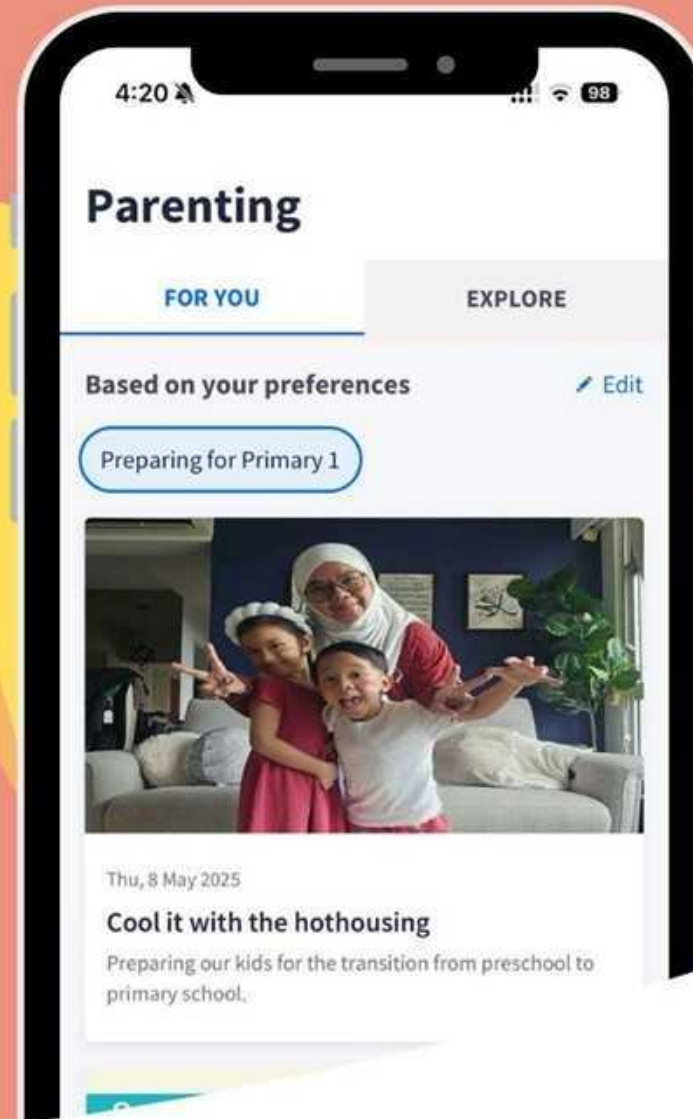 4:20
98
Parenting
FOR YOU
EXPLORE
Based on your preferences
Edit
Preparing for Primary 1
Thu, 8 May 2025
Cool it with the hothousing
Preparing our kids for the transition from preschool to
primary school.